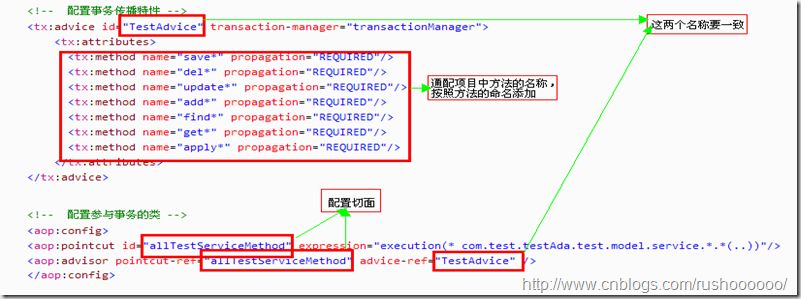 <!-- 配置事务传播特性 -->
<tx:advice id="TestAdvice" transaction-manager="transactionManager">
<tx:attributes>
<tx:method name="save*" propagation="REQUIRED"/>
<tx:method name="del*" propagation="REQUIRED"/>
<tx:method name="update*" propagation="REQUIRED"/>
<tx:method name="add*" propagation="REQUIRED"/>
<tx:method name="find*" propagation="REQUIRED"/>
<tx:method name="get*" propagation="REQUIRED"/>
<tx:method name="apply*" propagation="REQUIRED"/>
</tx:attributes>
</tx:advice>
这两个名称要一致
通配项目中方法的名称，
按照方法的命名添加
配置切面
<!-- 配置参与事务的类 -->
<aop:config>
<aop:pointcut id="allTestServiceMethod" expression="execution(* com.test.testAda.test.model.service.*.*(..))"/>
<aop:advisor pointcut-ref="allTestServiceMethod" advice-ref="TestAdvice" />
</aop:config>
http://www.cnblogs.com/rushoooooo/